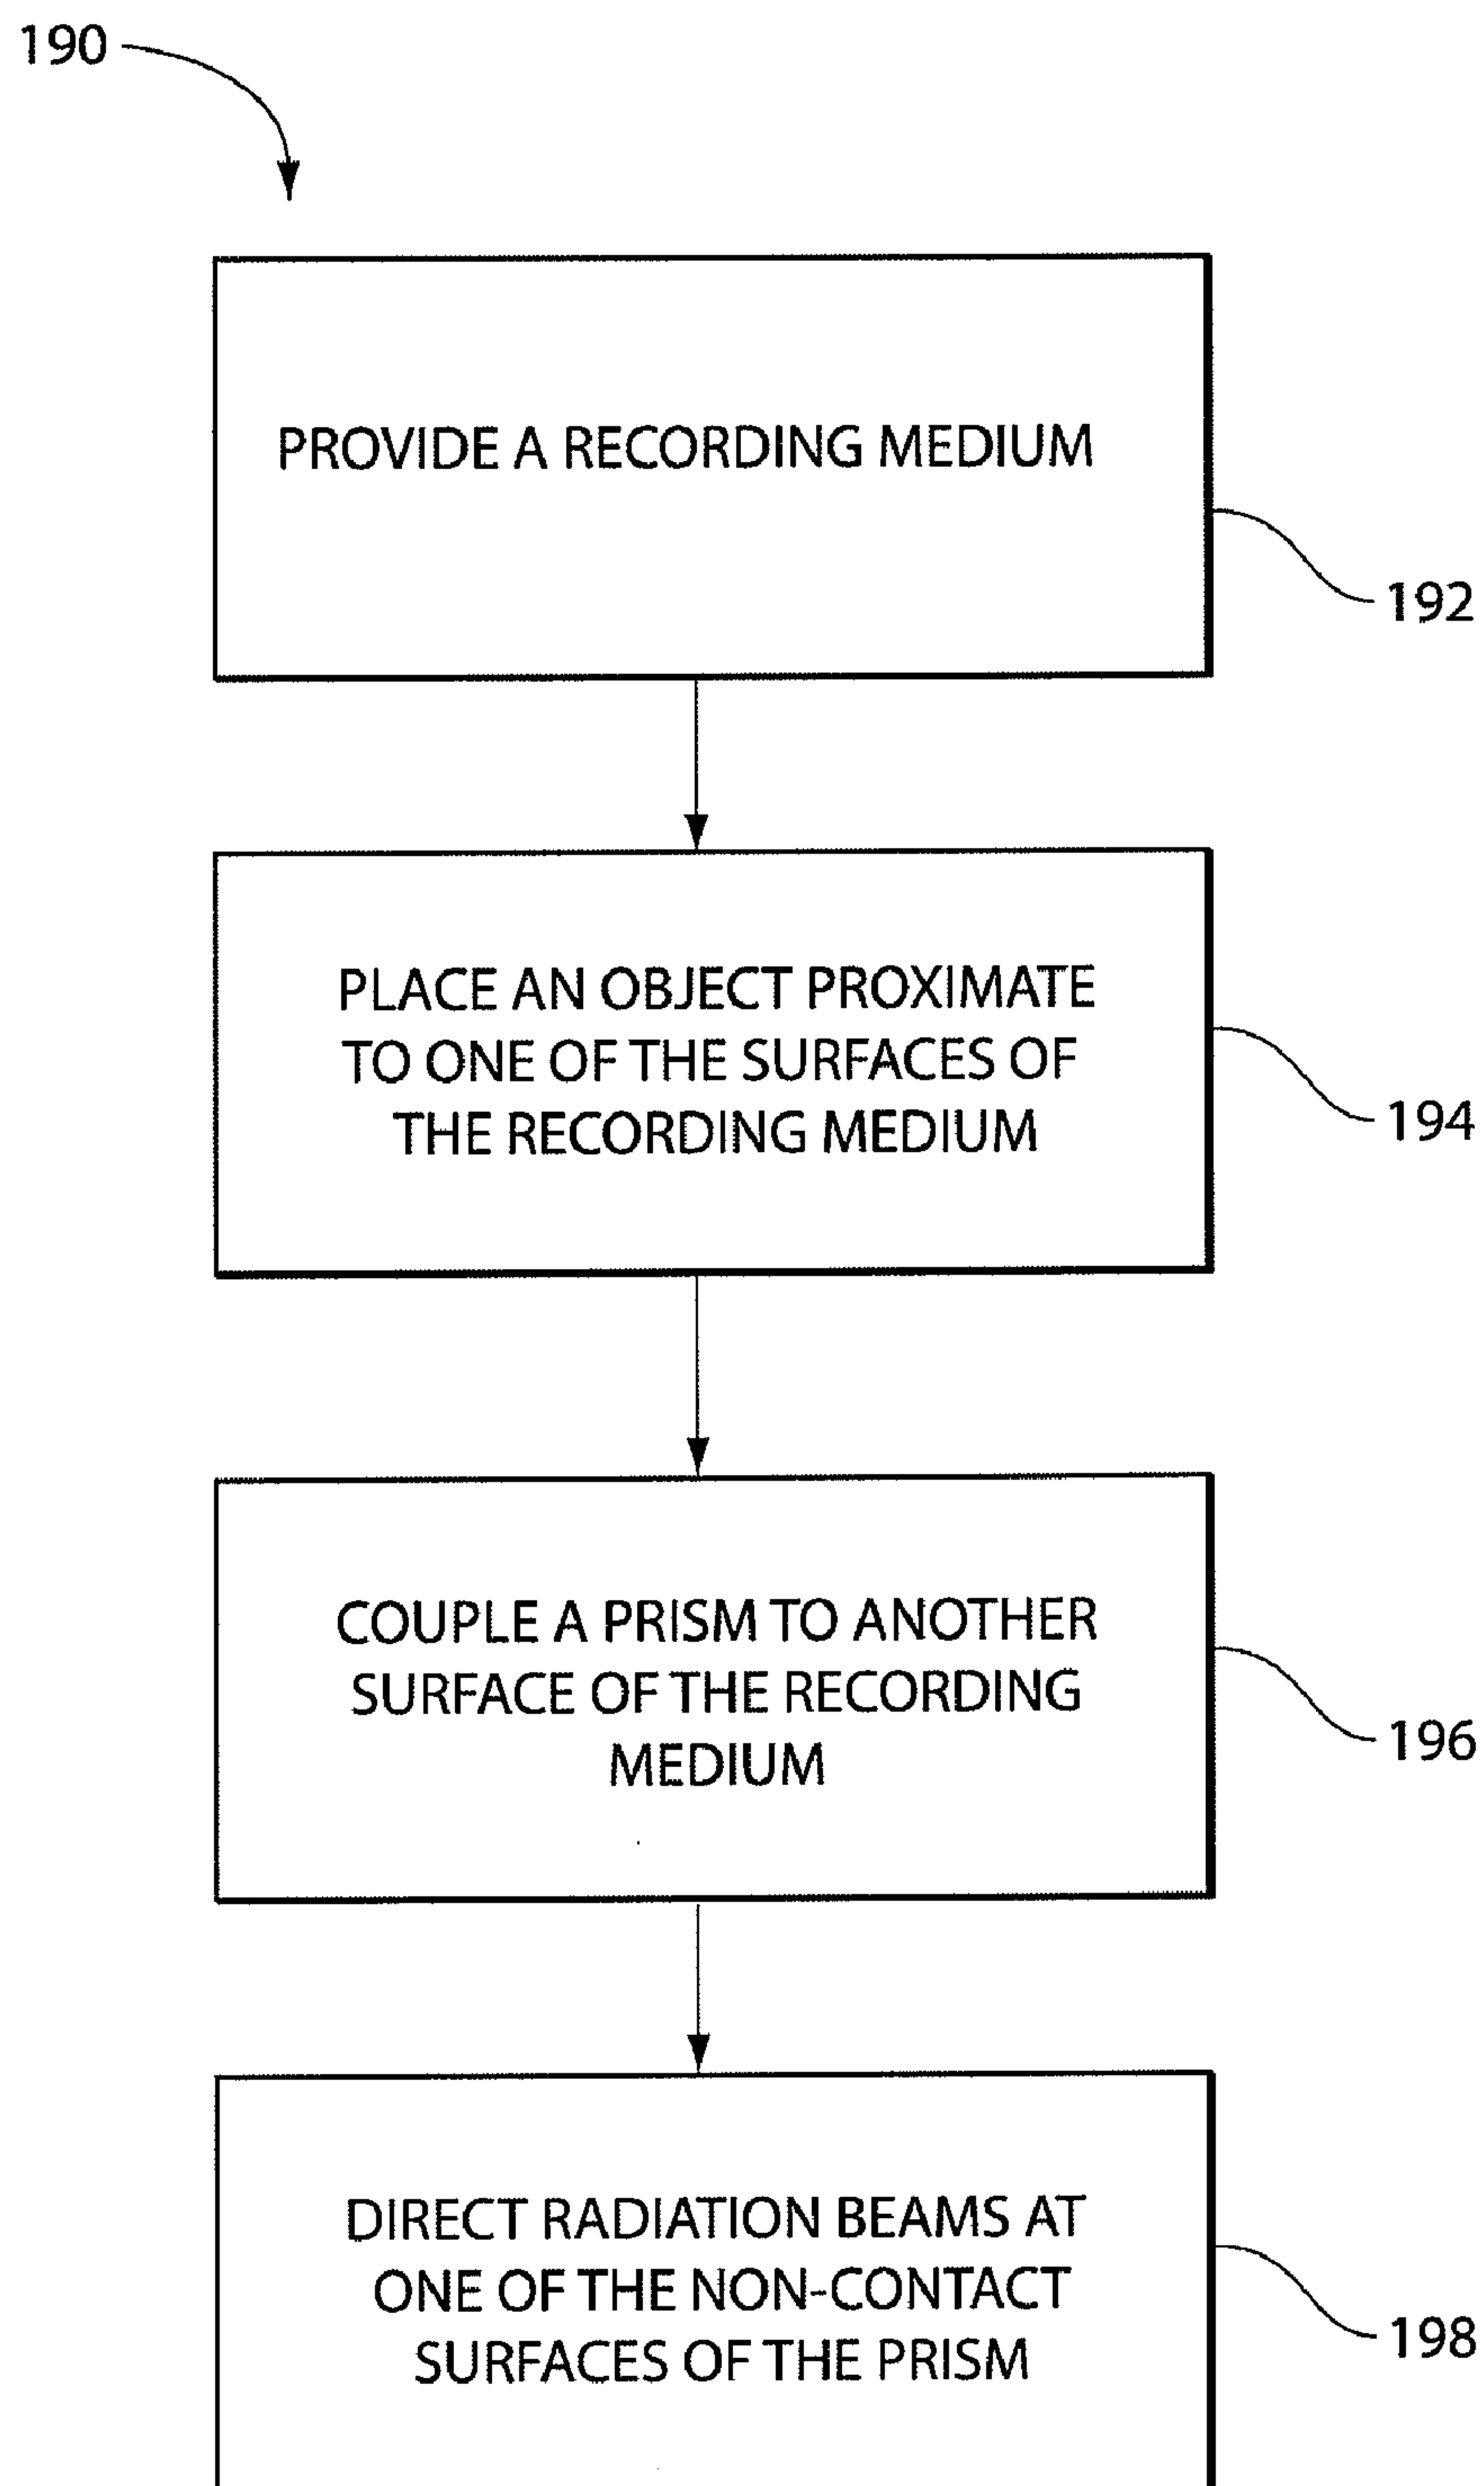 190
PROVIDE A RECORDING MEDIUM
192
PLACE AN OBJECT PROXIMATE
TO ONE OF THE SURFACES OF
THE RECORDING MEDIUM
194
COUPLE A PRISM TO ANOTHER
SURFACE OF THE RECORDING
MEDIUM
196
DIRECT RADIATION BEAMS AT
ONE OF THE NON-CONTACT
SURFACES OF THE PRISM
198